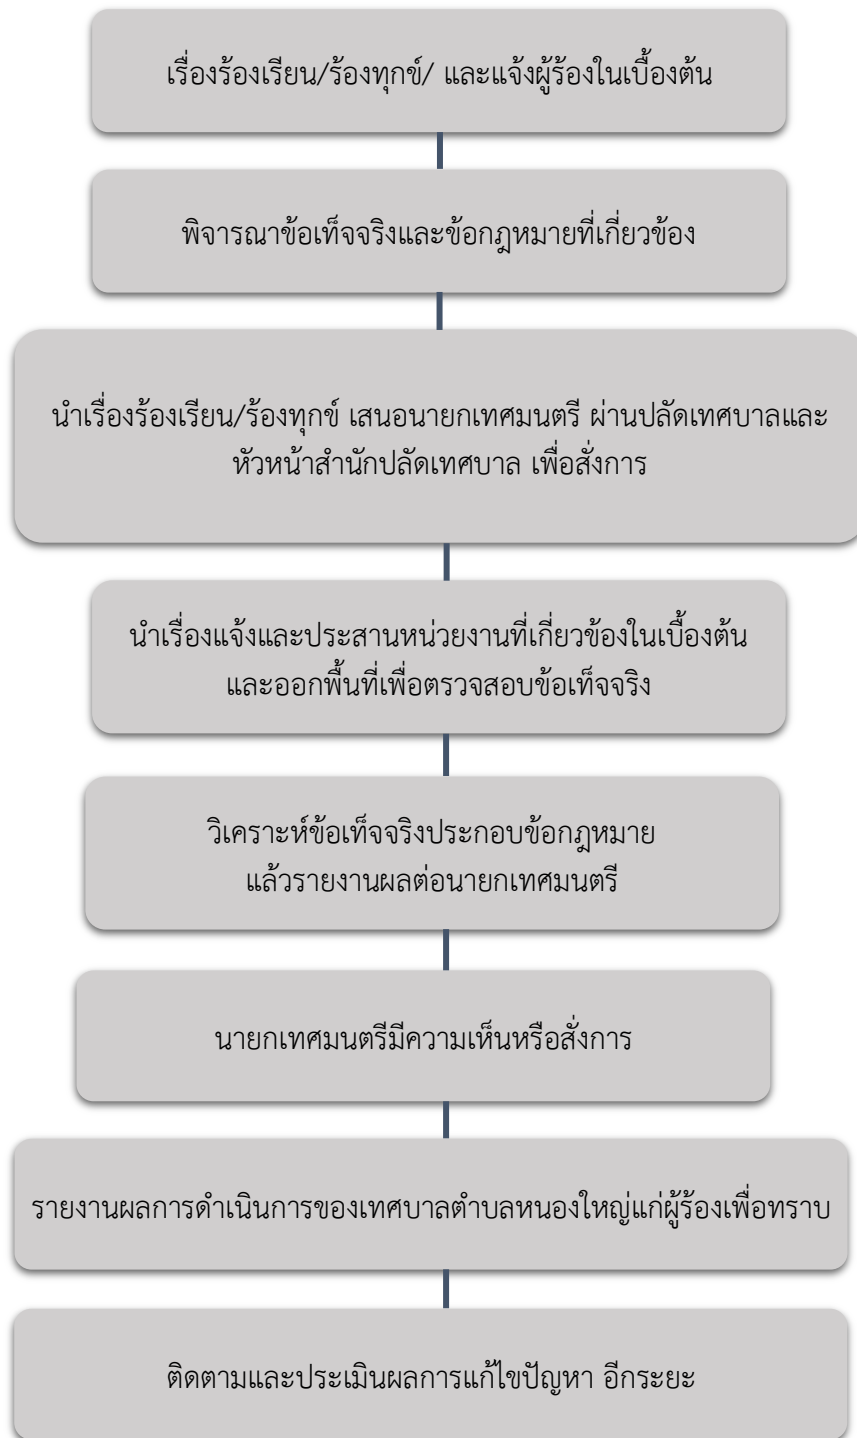 เรื่องร้องเรียน/ร้องทุกข์/ และแจ้งผู้ร้องในเบื้องต้น
พิจารณาข้อเท็จจริงและข้อกฎหมายที่เกี่ยวข้อง
นำเรื่องร้องเรียน/ร้องทุกข์ เสนอนายกเทศมนตรี ผ่านปลัดเทศบาลและ
หัวหน้าสำนักปลัดเทศบาล เพื่อสั่งการ
นำเรื่องแจ้งและประสานหน่วยงานที่เกี่ยวข้องในเบื้องต้น
และออกพื้นที่เพื่อตรวจสอบข้อเท็จจริง
วิเคราะห์ข้อเท็จจริงประกอบข้อกฎหมาย
แล้วรายงานผลต่อนายกเทศมนตรี
นายกเทศมนตรีมีความเห็นหรือสั่งการ
รายงานผลการดำเนินการของเทศบาลตำบลหนองใหญ่แก่ผู้ร้องเพื่อทราบ
ติดตามและประเมินผลการแก้ไขปัญหา อีกระยะ